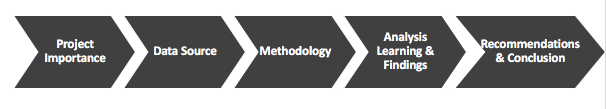 Project
Importance
Data Source
Methodology
Analysis
Learning &
Findings
Recommendations
& Conclusion